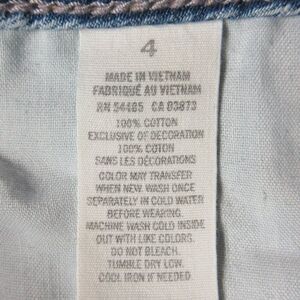 4
MADE IN VIETNAM
FABRIQUÉ AU VIETNAM
RN 54485 CA 03873
100% COTTON
EXCLUSIVE OF DECORATION
100% COTON
SANS LES DÉCORATIONS
COLOR MAY TRANSFER
WHEN NEW WASH ONCE
SEPARATELY IN COLD WATER
BEFORE WEARING
MACHINE WASH COLD INSIDE
OUT WITH LIKE COLORS.
DO NOT BLEACH.
TUMBLE DRY LOW.
COOL IRON IF NEEDED